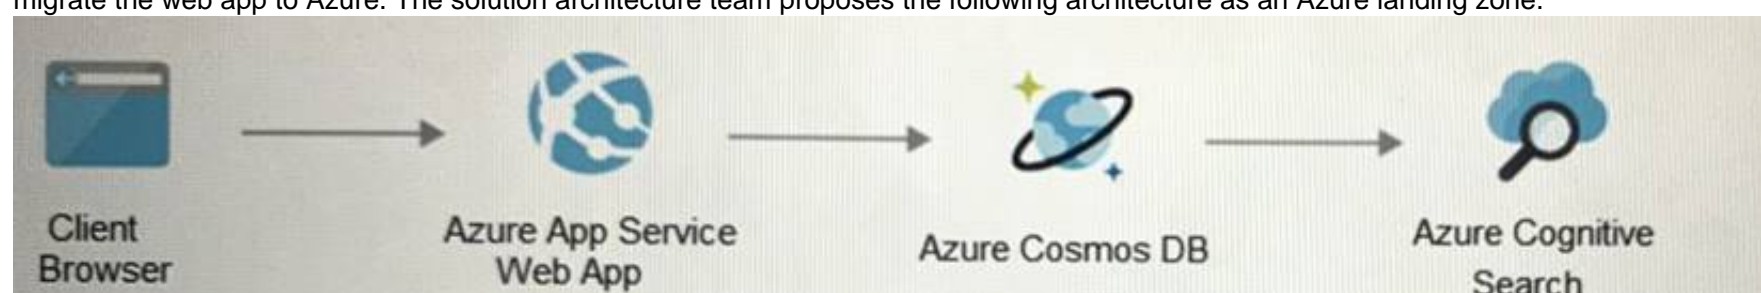 migrate the web app to Azure. The solution architecture team proposes the following architecture as an Azure landing zone:
Client
Browser
Azure App Service
Web App
Azure Cosmos DB
Azure Cognitive
Search